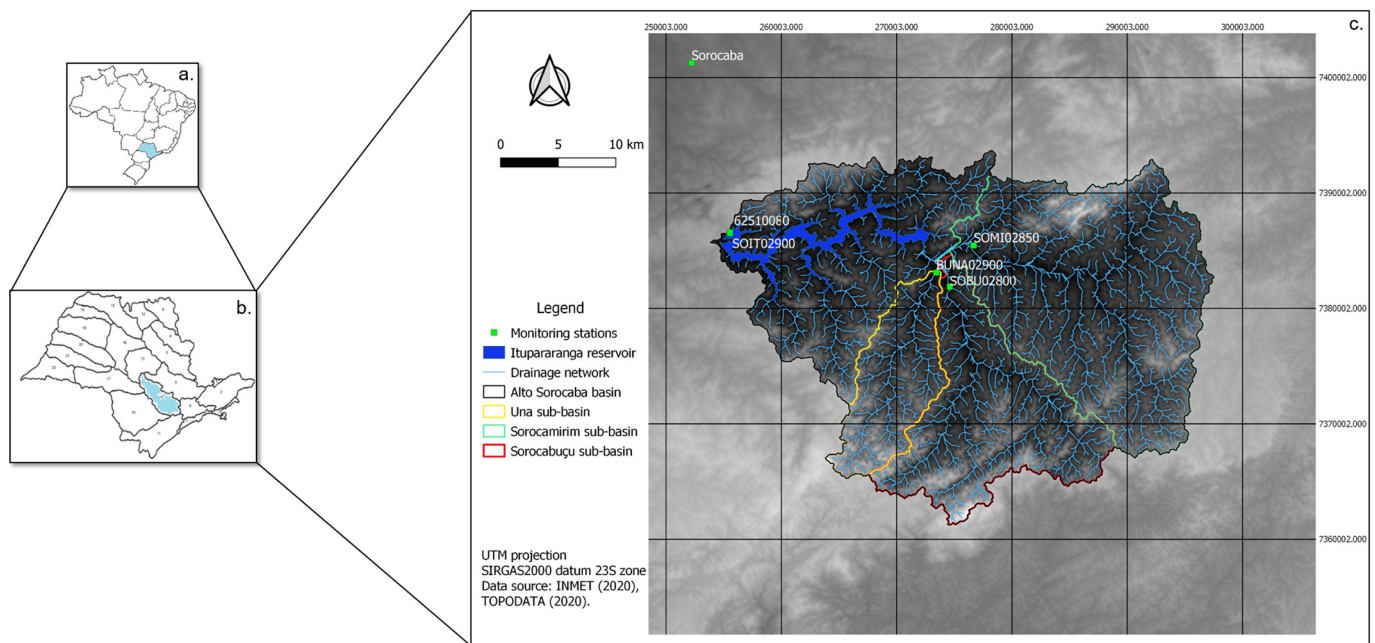 a.
b.
c.
250003.000 260003.000 270003.000 280003.000 290003.000 300003.000
Sorocaba
7400002.000
0 5 10 km
7390002.000
62510080
SOIT02900
SOMI02850
BUNA02900
SOBU02800
7380002.000
7370002.000
7360002.000
Legend
Monitoring stations
Itupararanga reservoir
Drainage network
Alto Sorocaba basin
Una sub-basin
Sorocamirim sub-basin
Sorocabuçu sub-basin
UTM projection
SIRGAS2000 datum 23S zone
Data source: INMET (2020),
TOPODATA (2020).